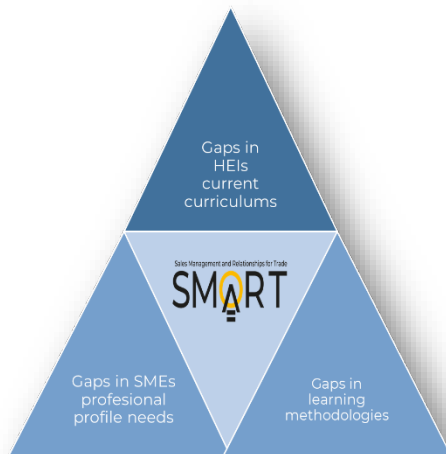 Gaps in
HEIs
current
curriculums
Sales Management and Relationships for Trade
SMART
Gaps in SMEs
profesional
profile needs
Gaps in
learning
methodologies